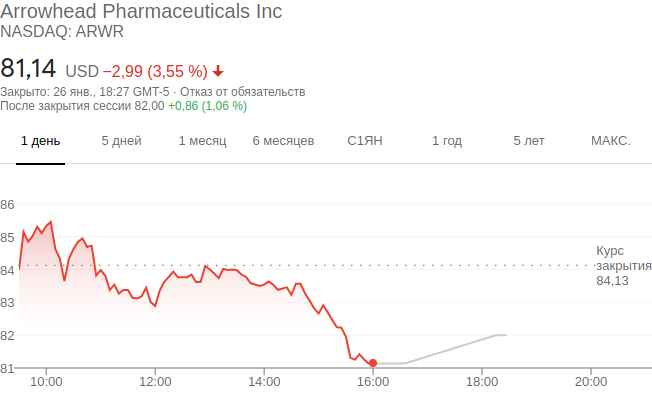 Arrowhead Pharmaceuticals Inc
NASDAQ: ARWR
81,14 USD −2,99 (3,55 %)
Закрыто: 26 янв., 18:27 GMT-5 · Отказ от обязательств
После закрытия сессии 82,00 +0,86 (1,06 %)
1 день 5 дней 1 месяц 6 месяцев С1ЯН 1 год 5 лет МАКС.
86
85
84
83
82
81
Курс
закрытия
84,13
10:00 12:00 14:00 16:00 18:00 20:00